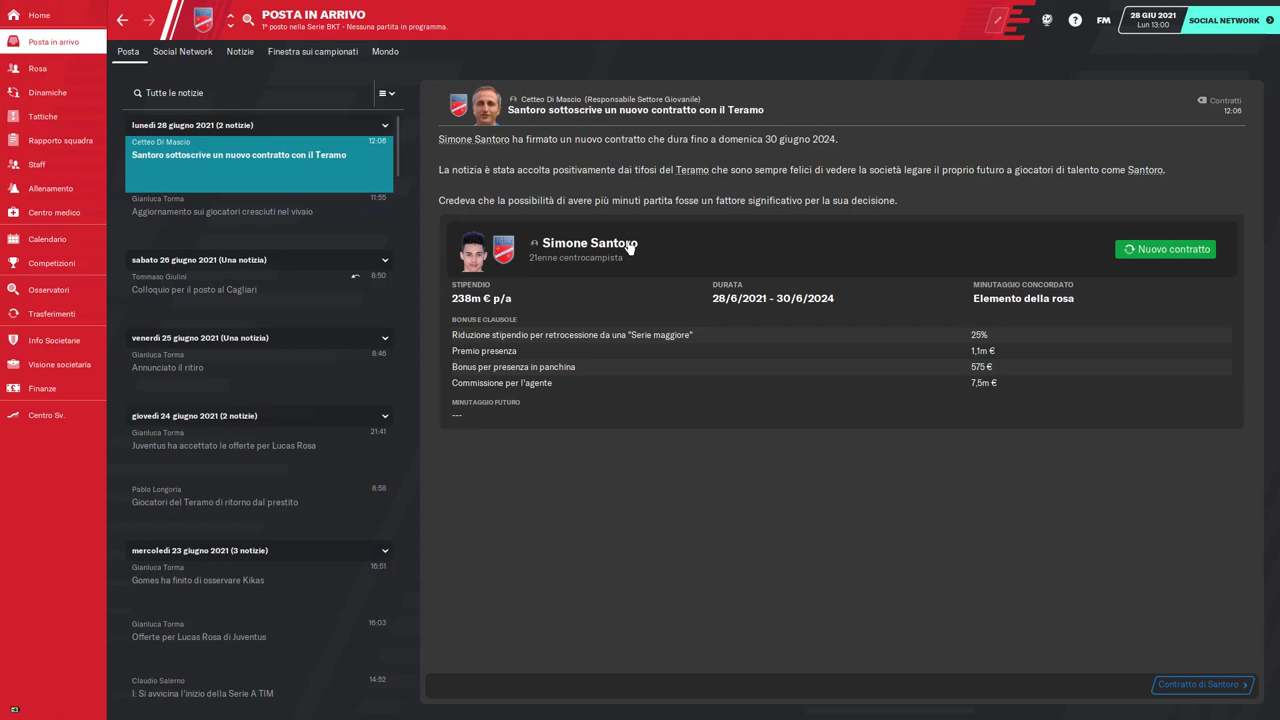 Home
Posta in arrivo
Rosa
Dinamiche
Tattiche
Rapporto squadra
Staff
Allenamento
Centro medico
Calendario
Competizioni
Osservatori
Trasferimenti
Info Societarie
Visione societaria
Finanze
Centro Sv.
POSTA IN ARRIVO
1° posto nella Serie BKT - Nessuna partita in programma.
FM
28 GIU 2021
Lun 13:00
SOCIAL NETWORK
Posta
Social Network
Notizie
Finestra sui campionati
Mondo
Tutte le notizie
lunedì 28 giugno 2021 (2 notizie)
Cetteo Di Mascio 12:06
Santoro sottoscrive un nuovo contratto con il Teramo
Gianluca Torma 11:55
Aggiornamento sui giocatori cresciuti nel vivaio
sabato 26 giugno 2021 (Una notizia)
Tommaso Giulini 8:50
Colloquio per il posto al Cagliari
venerdì 25 giugno 2021 (Una notizia)
Gianluca Torma 8:46
Annunciato il ritiro
giovedì 24 giugno 2021 (2 notizie)
Gianluca Torma 21:41
Juventus ha accettato le offerte per Lucas Rosa
Pablo Longoria 8:58
Giocatori del Teramo di ritorno dal prestito
mercoledì 23 giugno 2021 (3 notizie)
Gianluca Torma 16:51
Gomes ha finito di osservare Kikas
Gianluca Torma 16:03
Offerte per Lucas Rosa di Juventus
Claudio Salerno 14:52
I: Si avvicina l'inizio della Serie A TIM
Cetteo Di Mascio (Responsabile Settore Giovanile)
Santoro sottoscrive un nuovo contratto con il Teramo
Contratti
12:06
Simone Santoro ha firmato un nuovo contratto che dura fino a domenica 30 giugno 2024.
La notizia è stata accolta positivamente dai tifosi del Teramo che sono sempre felici di vedere la società legare il proprio futuro a giocatori di talento come Santoro.
Credeva che la possibilità di avere più minuti partita fosse un fattore significativo per la sua decisione.
Simone Santoro
21enne centrocampista
Nuovo contratto
STIPENDIO DURATA MINUTAGGIO CONCORDATO
238m € p/a 28/6/2021 - 30/6/2024 Elemento della rosa
BONUS E CLAUSOLE
Riduzione stipendio per retrocessione da una "Serie maggiore" 25%
Premio presenza 1,1m €
Bonus per presenza in panchina 575 €
Commissione per l'agente 7,5m €
MINUTAGGIO FUTURO
---
Contratto di Santoro